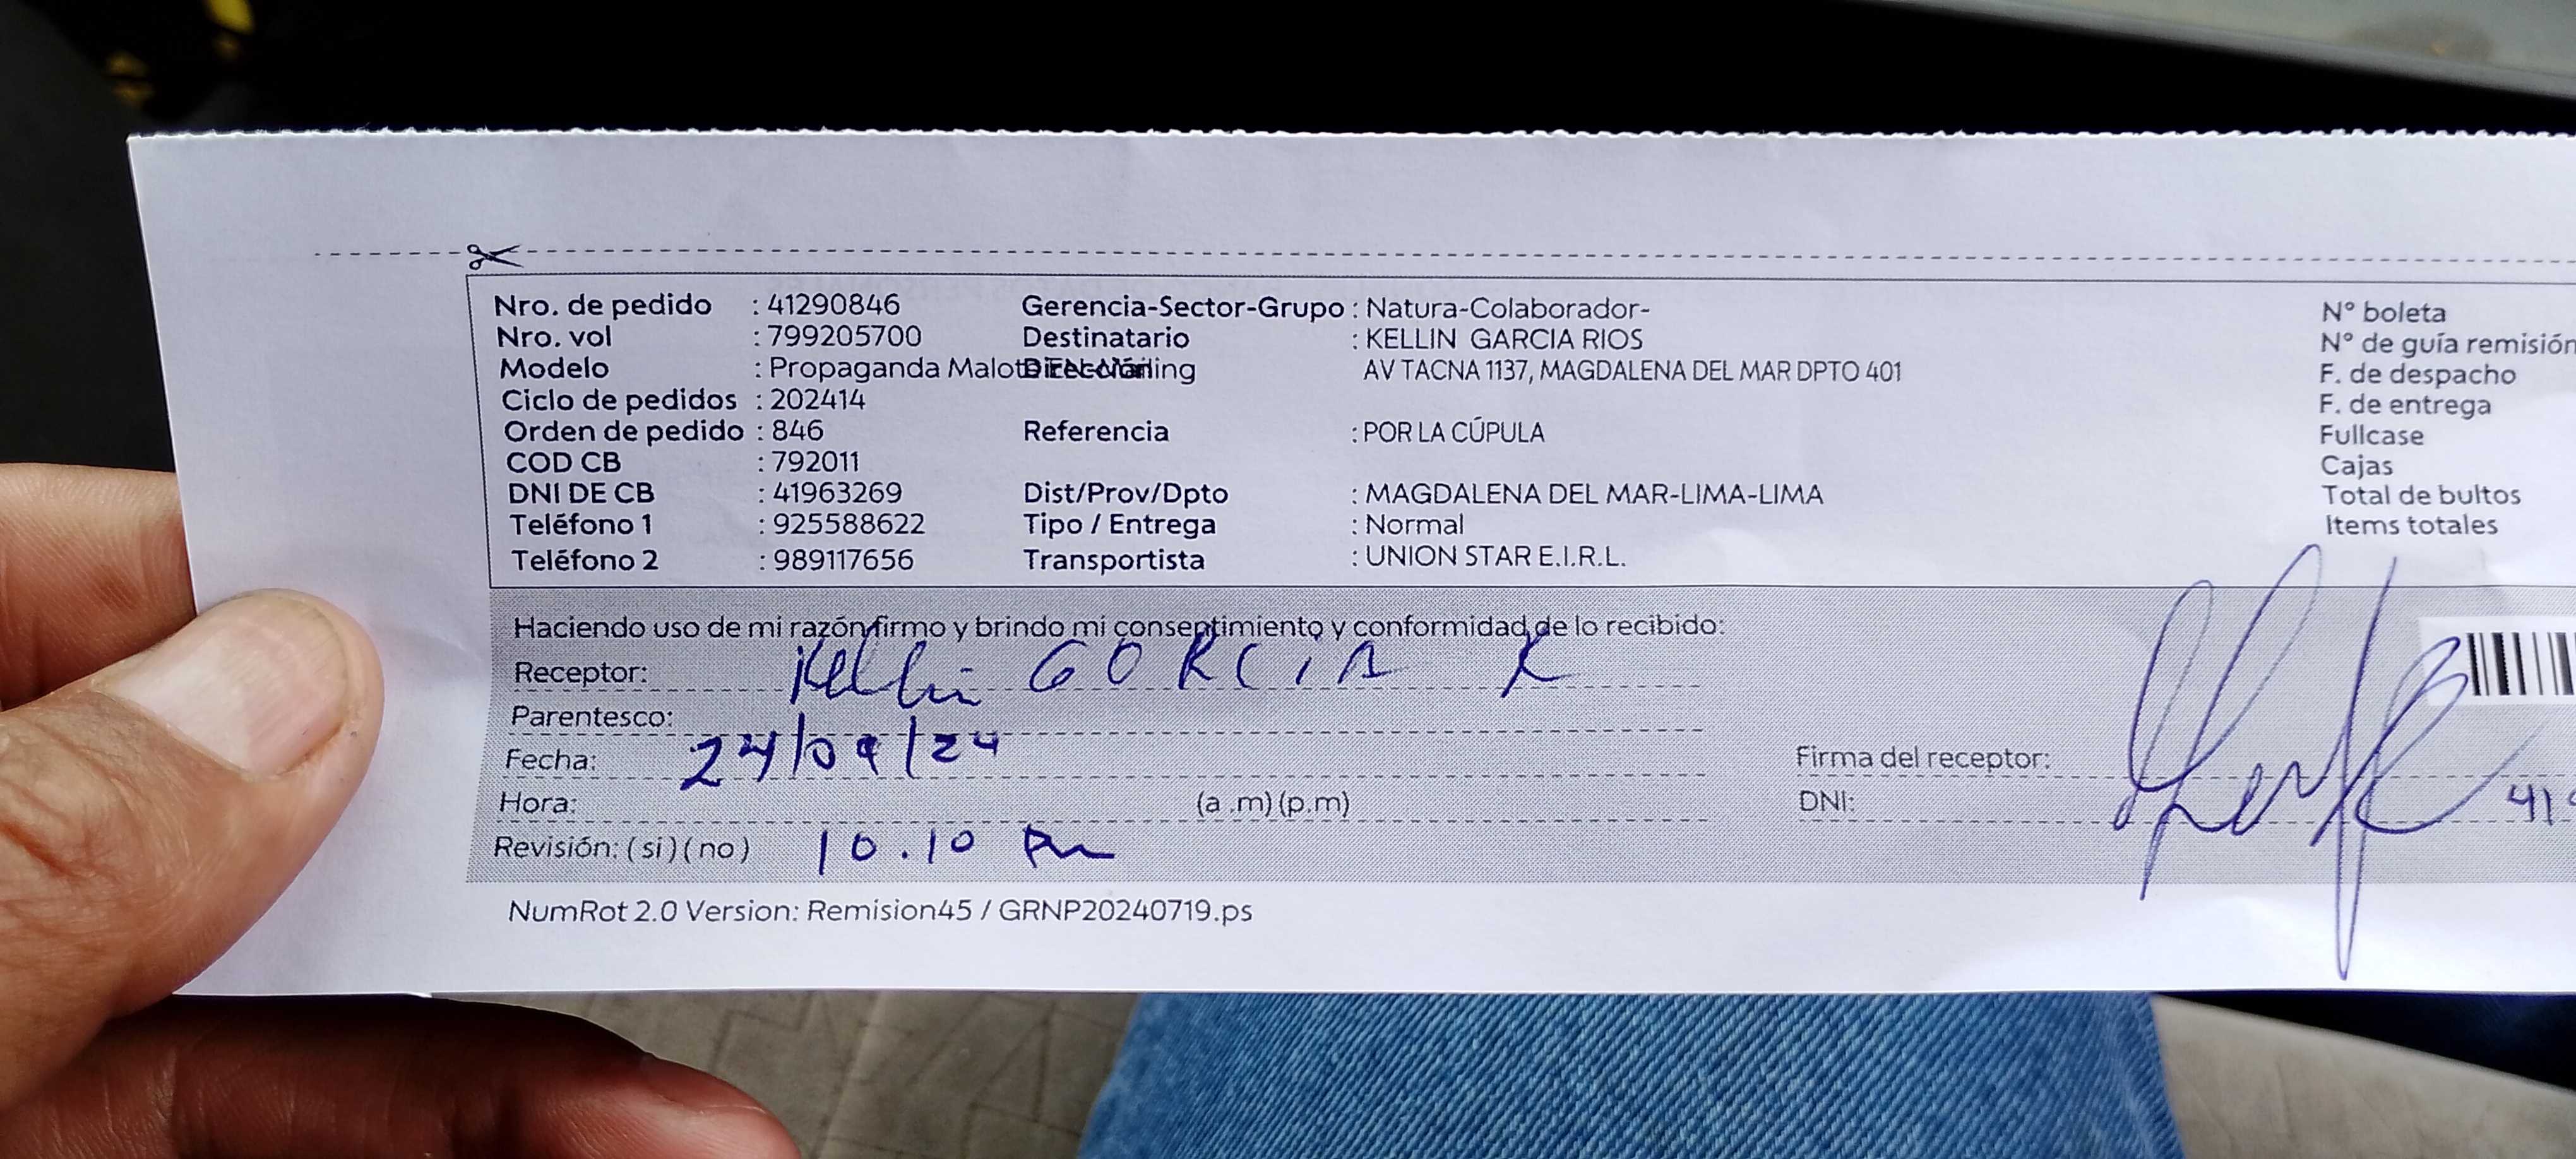 Nro. de pedido : 41290846 Gerencia-Sector-Grupo : Natura-Colaborador- N° boleta
Nro. vol : 799205700 Destinatario : KELLIN GARCIA RIOS N° de guía remisión
Modelo : Propaganda Dirección AV TACNA 1137, MAGDALENA DEL MAR DPTO 401 F. de despacho
Ciclo de pedidos : 202414 F. de entrega
Orden de pedido : 846 Referencia : POR LA CÚPULA Fullcase
COD CB : 792011 Cajas
DNI DE CB : 41963269 Dist/Prov/Dpto : MAGDALENA DEL MAR-LIMA-LIMA Total de bultos
Teléfono 1 : 925588622 Tipo / Entrega : Normal Items totales
Teléfono 2 : 989117656 Transportista : UNION STAR E.I.R.L.
Haciendo uso de mi razón firmo y brindo mi consentimiento y conformidad de lo recibido:
Receptor: Kellin GORCIA R
Parentesco:
Fecha: 24/09/24 Firma del receptor:
Hora: (a .m) (p.m) DNI: 41
Revisión: ( si ) ( no ) 10.10
NumRot 2.0 Version: Remision45 / GRNP20240719.ps